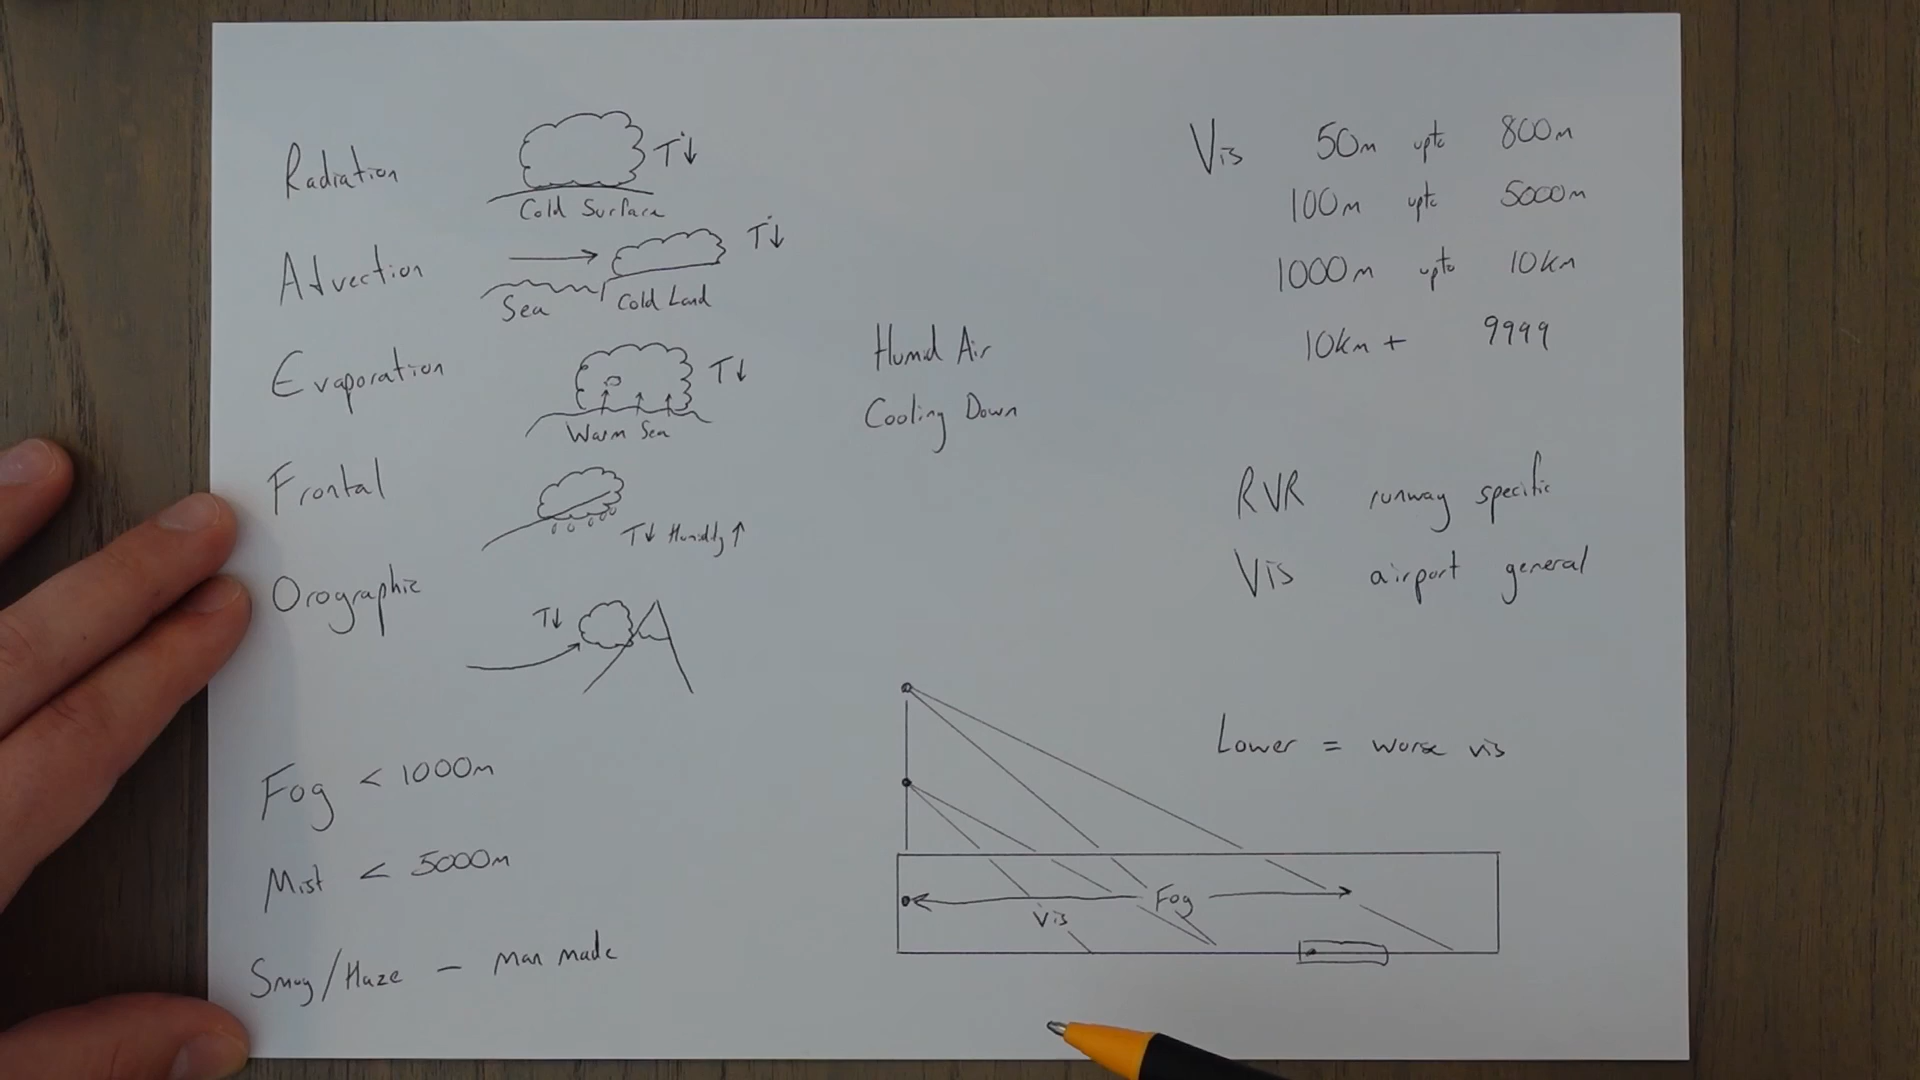 Radiation
T↓
Cold Surface
Advection
T↓
Sea
Cold Land
Evaporation
T↓
Warm Sea
Frontal
T↓ Humidity ↑
Orographic
T↓
Fog < 1000m
Mist < 5000m
Smog/Haze - Man made
Humid Air
Cooling Down
Vis 50m upto 800m
100m upto 5000m
1000m upto 10km
10km + 9999
RVR runway specific
Vis airport general
Lower = worse vis
Fog
Vis